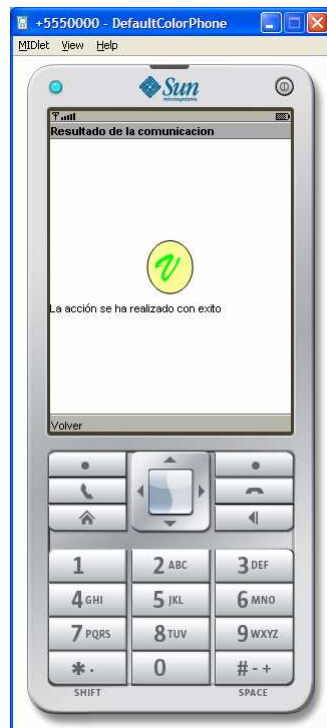 +5550000 - DefaultColorPhone
MIDlet View Help
Sun
microsystems
Resultado de la comunicacion
La acción se ha realizado con exito
Volver
1 2 ABC 3 DEF
4 GHI 5 JKL 6 MNO
7 PQRS 8 TUV 9 WXYZ
* . 0 # - +
SHIFT SPACE